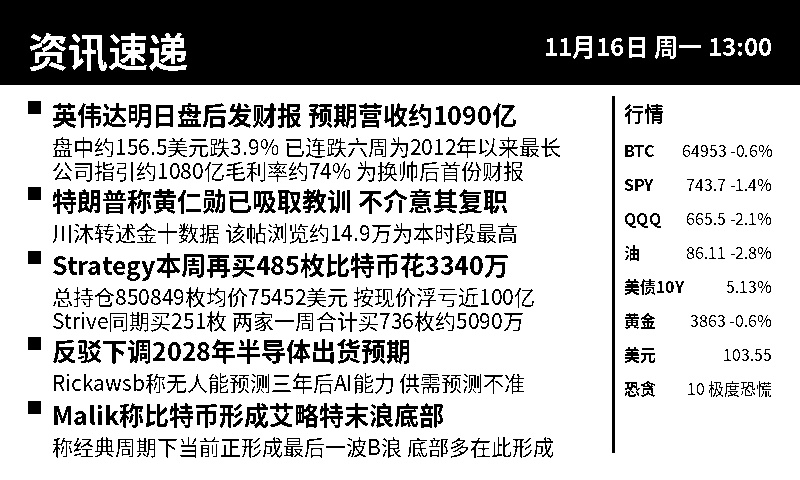 资讯速递
11月16日 周一 13:00
英伟达明日盘后发财报 预期营收约1090亿
盘中约156.5美元跌3.9% 已连跌六周为2012年以来最长
公司指引约1080亿毛利率约74% 为换帅后首份财报
特朗普称黄仁勋已吸取教训 不介意其复职
川沐转述金十数据 该帖浏览约14.9万为本时段最高
Strategy本周再买485枚比特币花3340万
总持仓850849枚均价75452美元 按现价浮亏近100亿
Strive同期买251枚 两家一周合计买736枚约5090万
反驳下调2028年半导体出货预期
Rickawsb称无人能预测三年后AI能力 供需预测不准
Malik称比特币形成艾略特末浪底部
称经典周期下当前正形成最后一波B浪 底部多在此形成
行情
BTC 64953 -0.6%
SPY 743.7 -1.4%
QQQ 665.5 -2.1%
油 86.11 -2.8%
美债10Y 5.13%
黄金 3863 -0.6%
美元 103.55
恐贪 10 极度恐慌